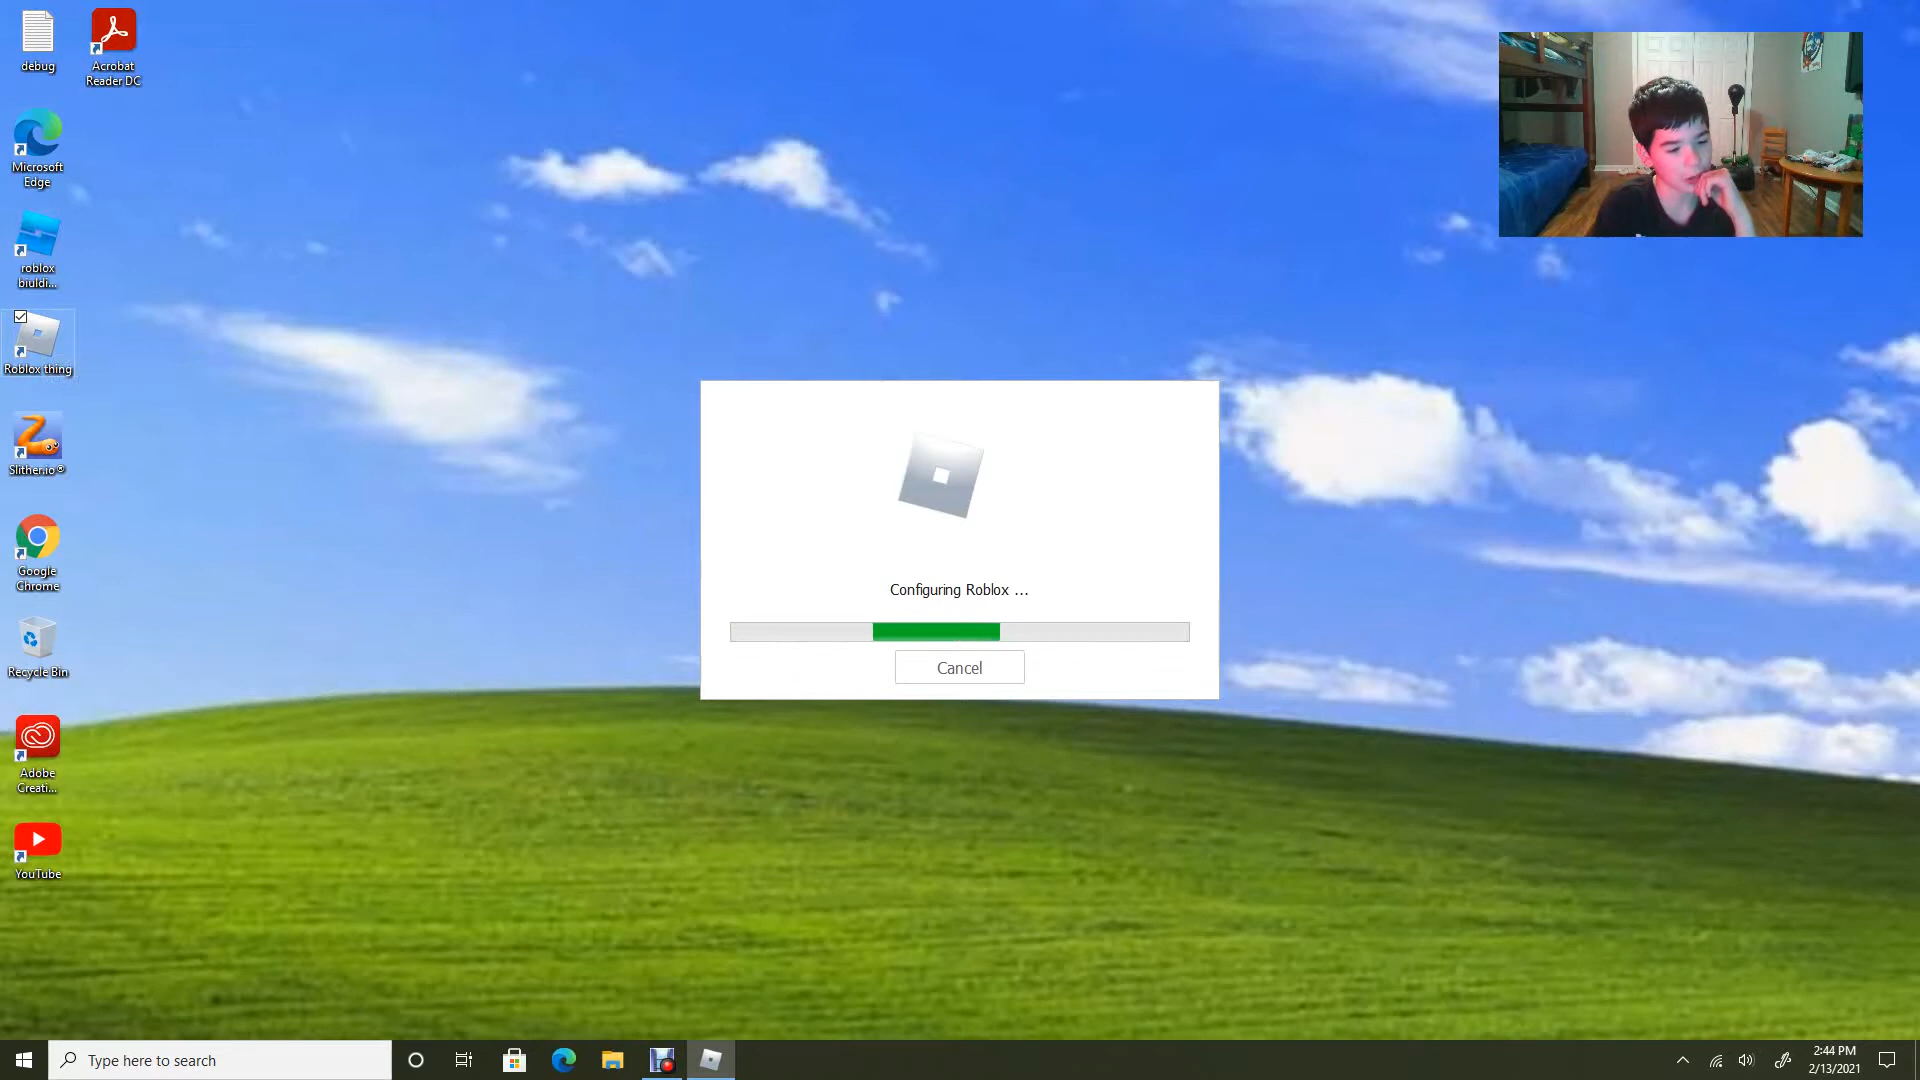 debug
Acrobat
Reader DC
Microsoft
Edge
roblox
biuldi...
Roblox thing
Slither.io®
Google
Chrome
Recycle Bin
Adobe
Creati...
YouTube
Configuring Roblox ...
Cancel
Type here to search
2:44 PM
2/13/2021